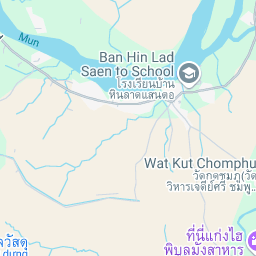 Mun
Ban Hin Lad
Saen to School
โรงเรียนบ้าน
หินลาดแสนตอ
Wat Kut Chomphu
วัดกุดชมภู(วัด
วิหารเจดีย์ศรี ชมพู...
ที่นี่แก่งไฮ
พิบูลมังสาหาร